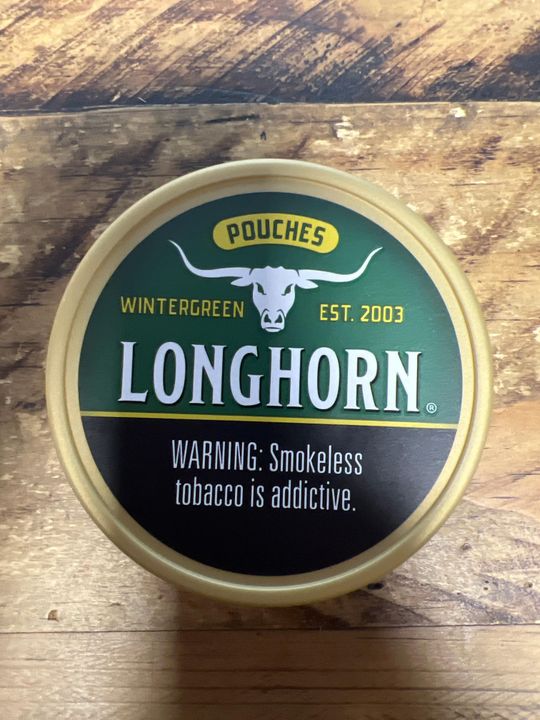 POUCHES
WINTERGREEN EST. 2003
LONGHORN®
WARNING: Smokeless
tobacco is addictive.